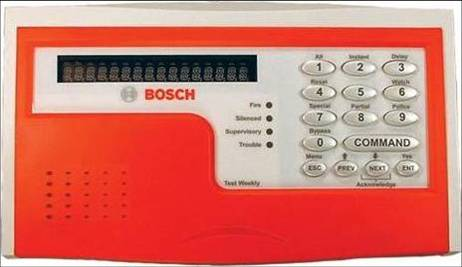 All Instant Delay
1 2 3
Reset Watch
4 5 6
Special Partial Police
7 8 9
Bypass
0 COMMAND
Menu Yes
ESC PREV NEXT ENT
Acknowledge
BOSCH
Fire
Silenced
Supervisory
Trouble
Test Weekly